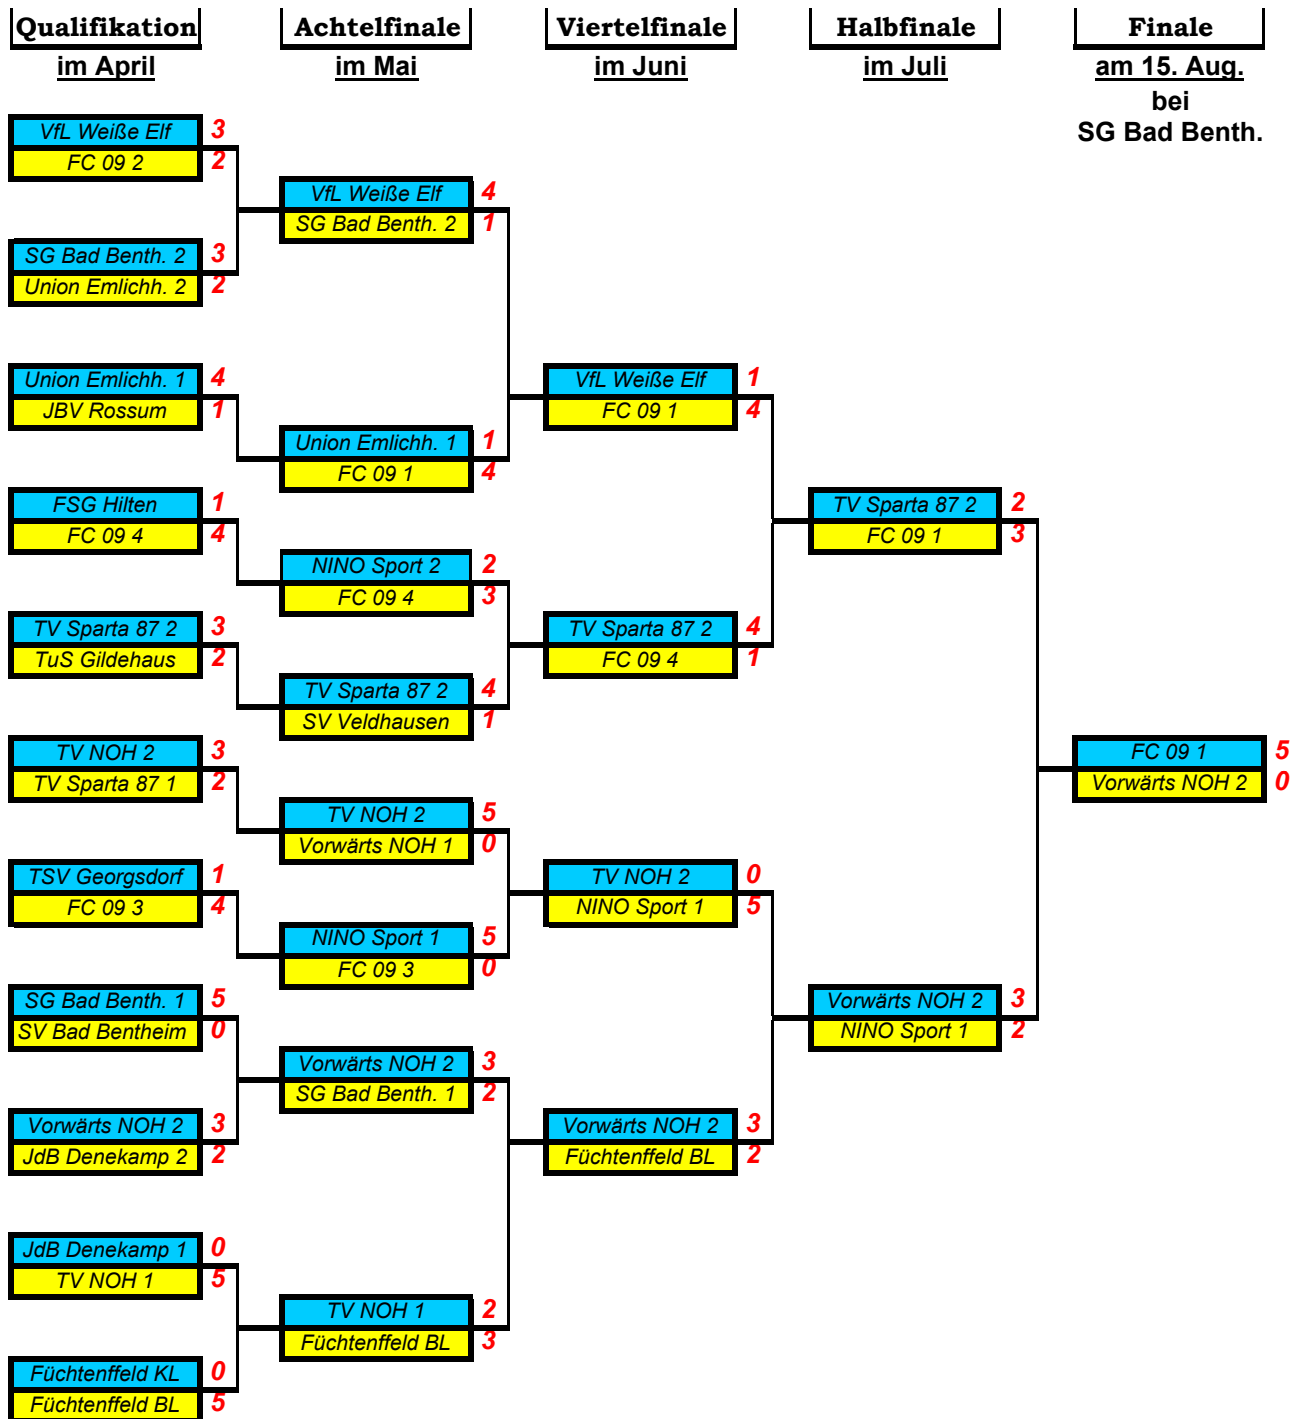 Qualifikation
im April
VfL Weiße Elf 3
FC 09 2 2
SG Bad Benth. 2 3
Union Emlichh. 2 2
Union Emlichh. 1 4
JBV Rossum 1
FSG Hilten 1
FC 09 4 4
TV Sparta 87 2 3
TuS Gildehaus 2
TV NOH 2 3
TV Sparta 87 1 2
TSV Georgsdorf 1
FC 09 3 4
SG Bad Benth. 1 5
SV Bad Bentheim 0
Vorwärts NOH 2 3
JdB Denekamp 2 2
JdB Denekamp 1 0
TV NOH 1 5
Füchtenffeld KL 0
Füchtenffeld BL 5
Achtelfinale
im Mai
VfL Weiße Elf 4
SG Bad Benth. 2 1
Union Emlichh. 1 1
FC 09 1 4
NINO Sport 2 2
FC 09 4 3
TV Sparta 87 2 4
SV Veldhausen 1
TV NOH 2 5
Vorwärts NOH 1 0
NINO Sport 1 5
FC 09 3 0
Vorwärts NOH 2 3
SG Bad Benth. 1 2
TV NOH 1 2
Füchtenffeld BL 3
Viertelfinale
im Juni
VfL Weiße Elf 1
FC 09 1 4
TV Sparta 87 2 4
FC 09 4 1
TV NOH 2 0
NINO Sport 1 5
Vorwärts NOH 2 3
Füchtenffeld BL 2
Halbfinale
im Juli
TV Sparta 87 2 2
FC 09 1 3
Vorwärts NOH 2 3
NINO Sport 1 2
Finale
am 15. Aug.
bei
SG Bad Benth.
FC 09 1 5
Vorwärts NOH 2 0